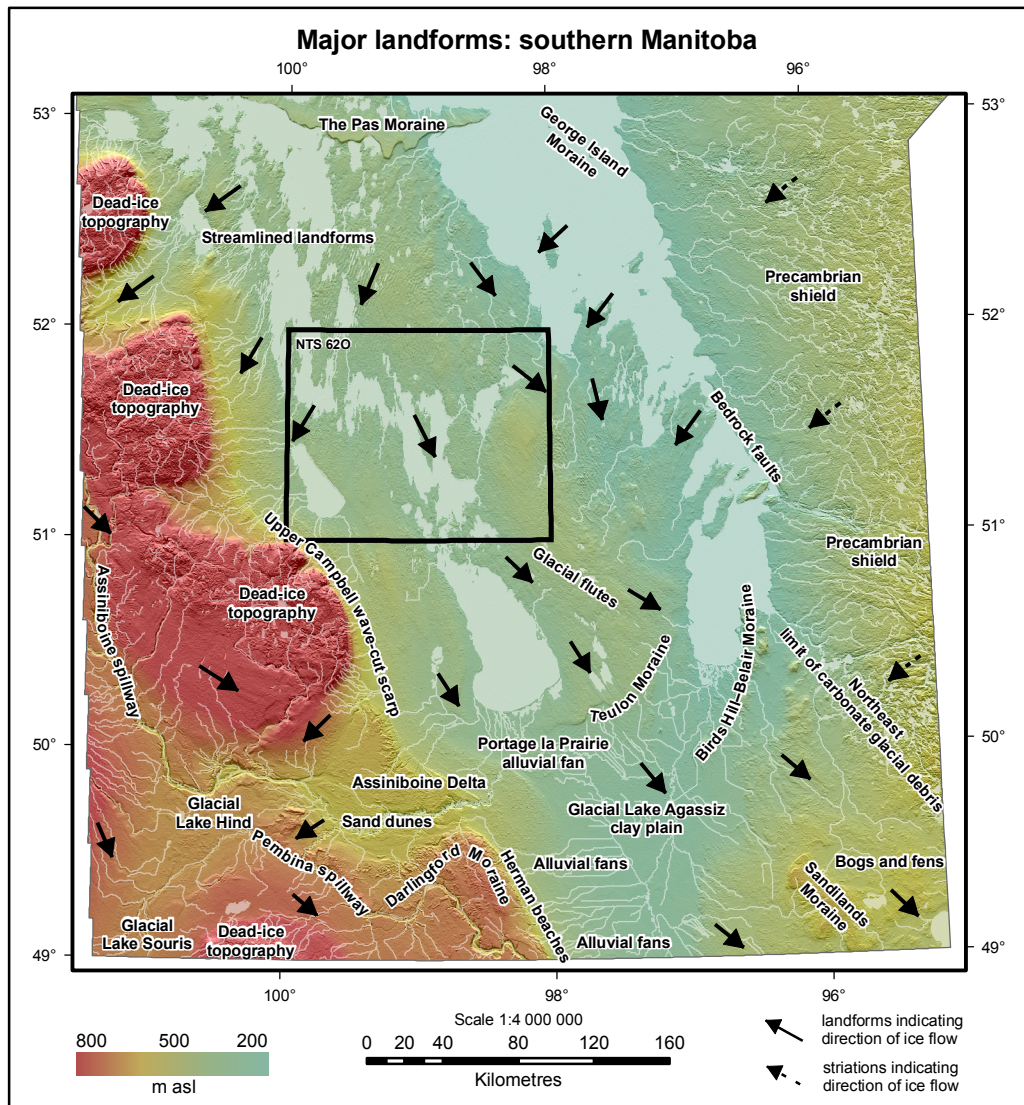 Major landforms: southern Manitoba
100°
98°
96°
53°
53°
The Pas Moraine
George Island
Moraine
Dead-ice
topography
Streamlined landforms
Precambrian
shield
52°
52°
NTS 62O
Dead-ice
topography
Bedrock faults
51°
51°
Upper Campbell wave-cut scarp
Glacial flutes
Precambrian
shield
Assiniboine spillway
Dead-ice
topography
Teulon Moraine
Birds Hill–Belair Moraine
Northeast
limit of carbonate glacial debris
50°
50°
Portage la Prairie
alluvial fan
Assiniboine Delta
Glacial
Lake Hind
Sand dunes
Glacial Lake Agassiz
clay plain
Pembina spillway
Darlingford Moraine
Herman beaches
Alluvial fans
Bogs and fens
Sandilands
Moraine
Glacial
Lake Souris
Dead-ice
topography
Alluvial fans
49°
49°
100°
98°
96°
800
500
200
m asl
Scale 1:4 000 000
0 20 40 80 120 160
Kilometres
landforms indicating
direction of ice flow
striations indicating
direction of ice flow